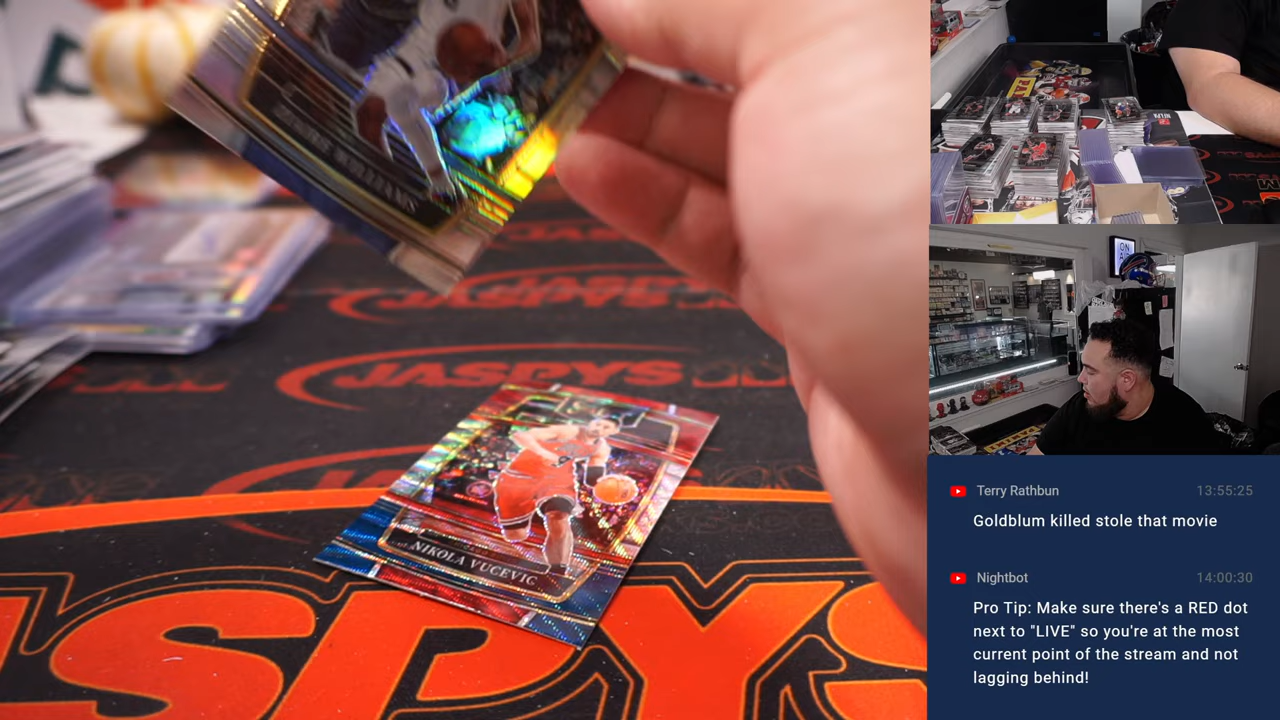 JASPYS
JASPYS
NIKOLA VUCEVIC
ON
Terry Rathbun
13:55:25
Goldblum killed stole that movie
Nightbot
14:00:30
Pro Tip: Make sure there's a RED dot
next to "LIVE" so you're at the most
current point of the stream and not
lagging behind!